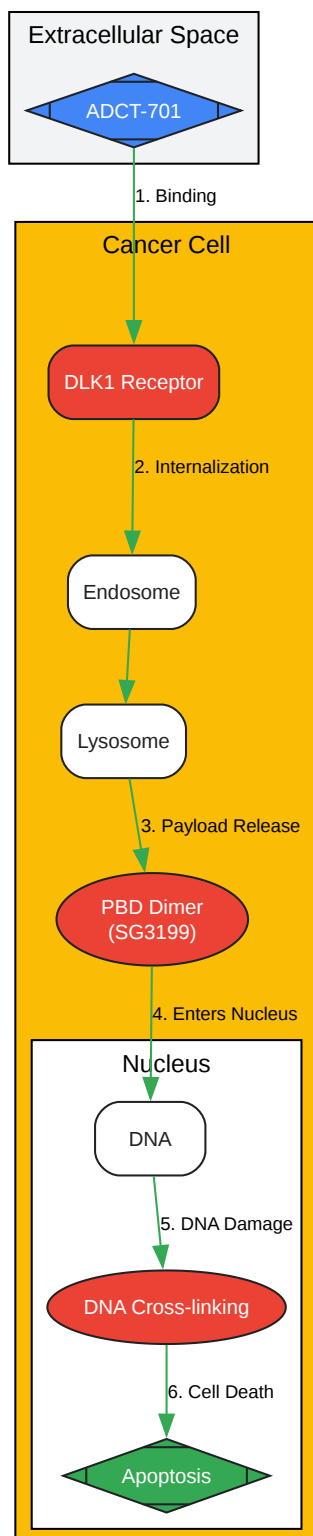 Extracellular Space
ADCT-701
1. Binding
Cancer Cell
DLK1 Receptor
2. Internalization
Endosome
Lysosome
3. Payload Release
PBD Dimer
(SG3199)
4. Enters Nucleus
Nucleus
DNA
5. DNA Damage
DNA Cross-linking
6. Cell Death
Apoptosis